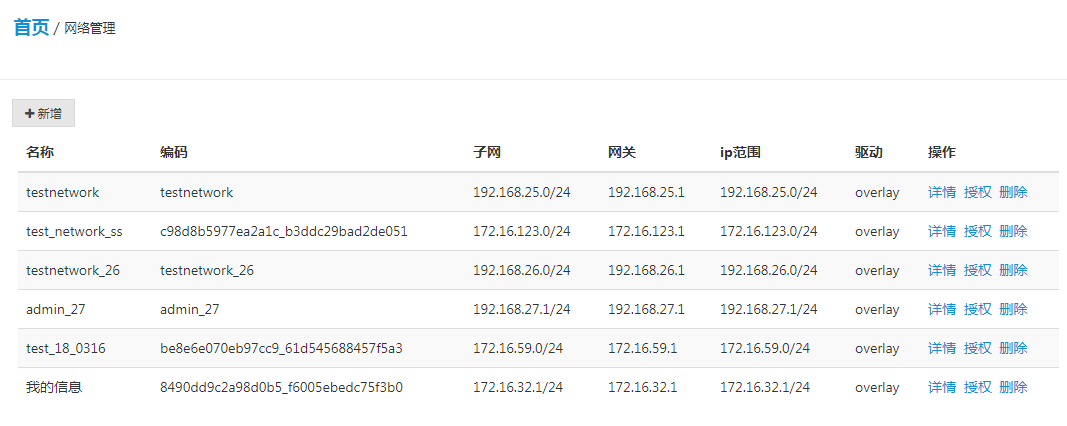 首页 / 网络管理
新增
名称 编码 子网 网关 ip范围 驱动 操作
testnetwork testnetwork 192.168.25.0/24 192.168.25.1 192.168.25.0/24 overlay 详情 授权 删除
test_network_ss c98d8b5977ea2a1c_b3ddc29bad2de051 172.16.123.0/24 172.16.123.1 172.16.123.0/24 overlay 详情 授权 删除
testnetwork_26 testnetwork_26 192.168.26.0/24 192.168.26.1 192.168.26.0/24 overlay 详情 授权 删除
admin_27 admin_27 192.168.27.1/24 192.168.27.1 192.168.27.1/24 overlay 详情 授权 删除
test_18_0316 be8e6e070eb97cc9_61d545688457f5a3 172.16.59.0/24 172.16.59.1 172.16.59.0/24 overlay 详情 授权 删除
我的信息 8490dd9c2a98d0b5_f6005ebedc75f3b0 172.16.32.1/24 172.16.32.1 172.16.32.1/24 overlay 详情 授权 删除